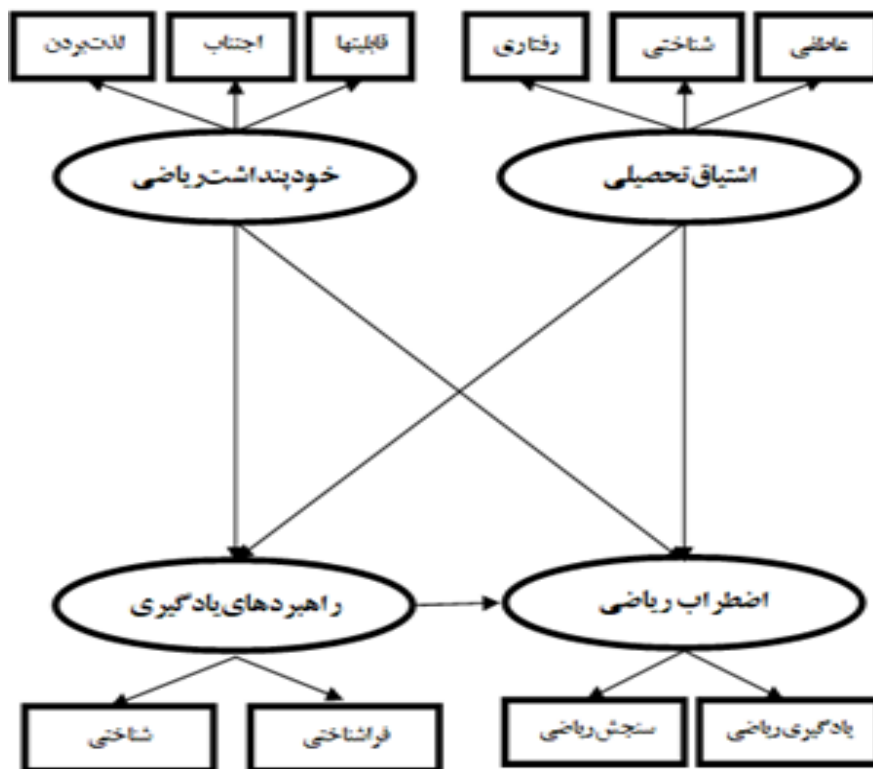 عاطفی
شناختی
رفتاری
قابلیتها
اجتناب
لذت‌بردن
اشتیاق تحصیلی
خودپنداشت ریاضی
اضطراب ریاضی
راهبردهای یادگیری
یادگیری ریاضی
سنجش ریاضی
فراشناختی
شناختی